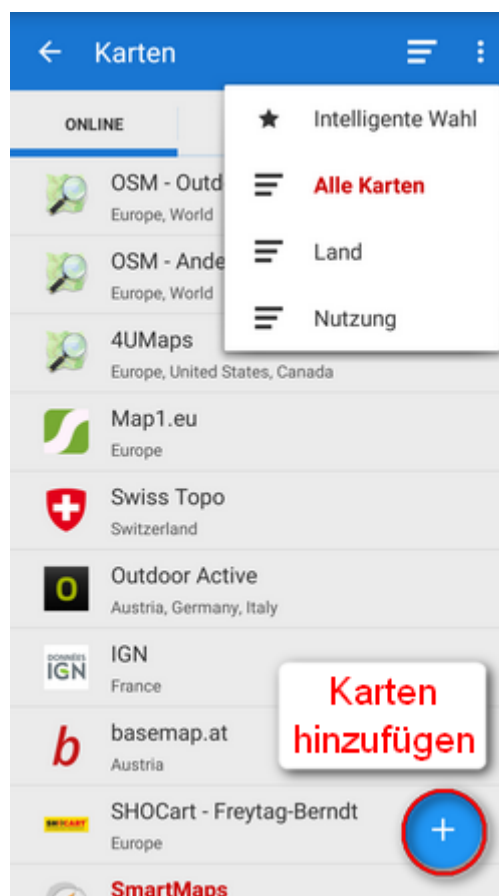 Karten
ONLINE
Intelligente Wahl
Alle Karten
Land
Nutzung
OSM - Outd
Europe, World
OSM - Ande
Europe, World
4UMaps
Europe, United States, Canada
Map1.eu
Europe
Swiss Topo
Switzerland
O
Outdoor Active
Austria, Germany, Italy
DONNÉES
IGN
IGN
France
b
basemap.at
Austria
SHOCART
SHOCart - Freytag-Berndt
Europe
SmartMaps
Karten
hinzufügen